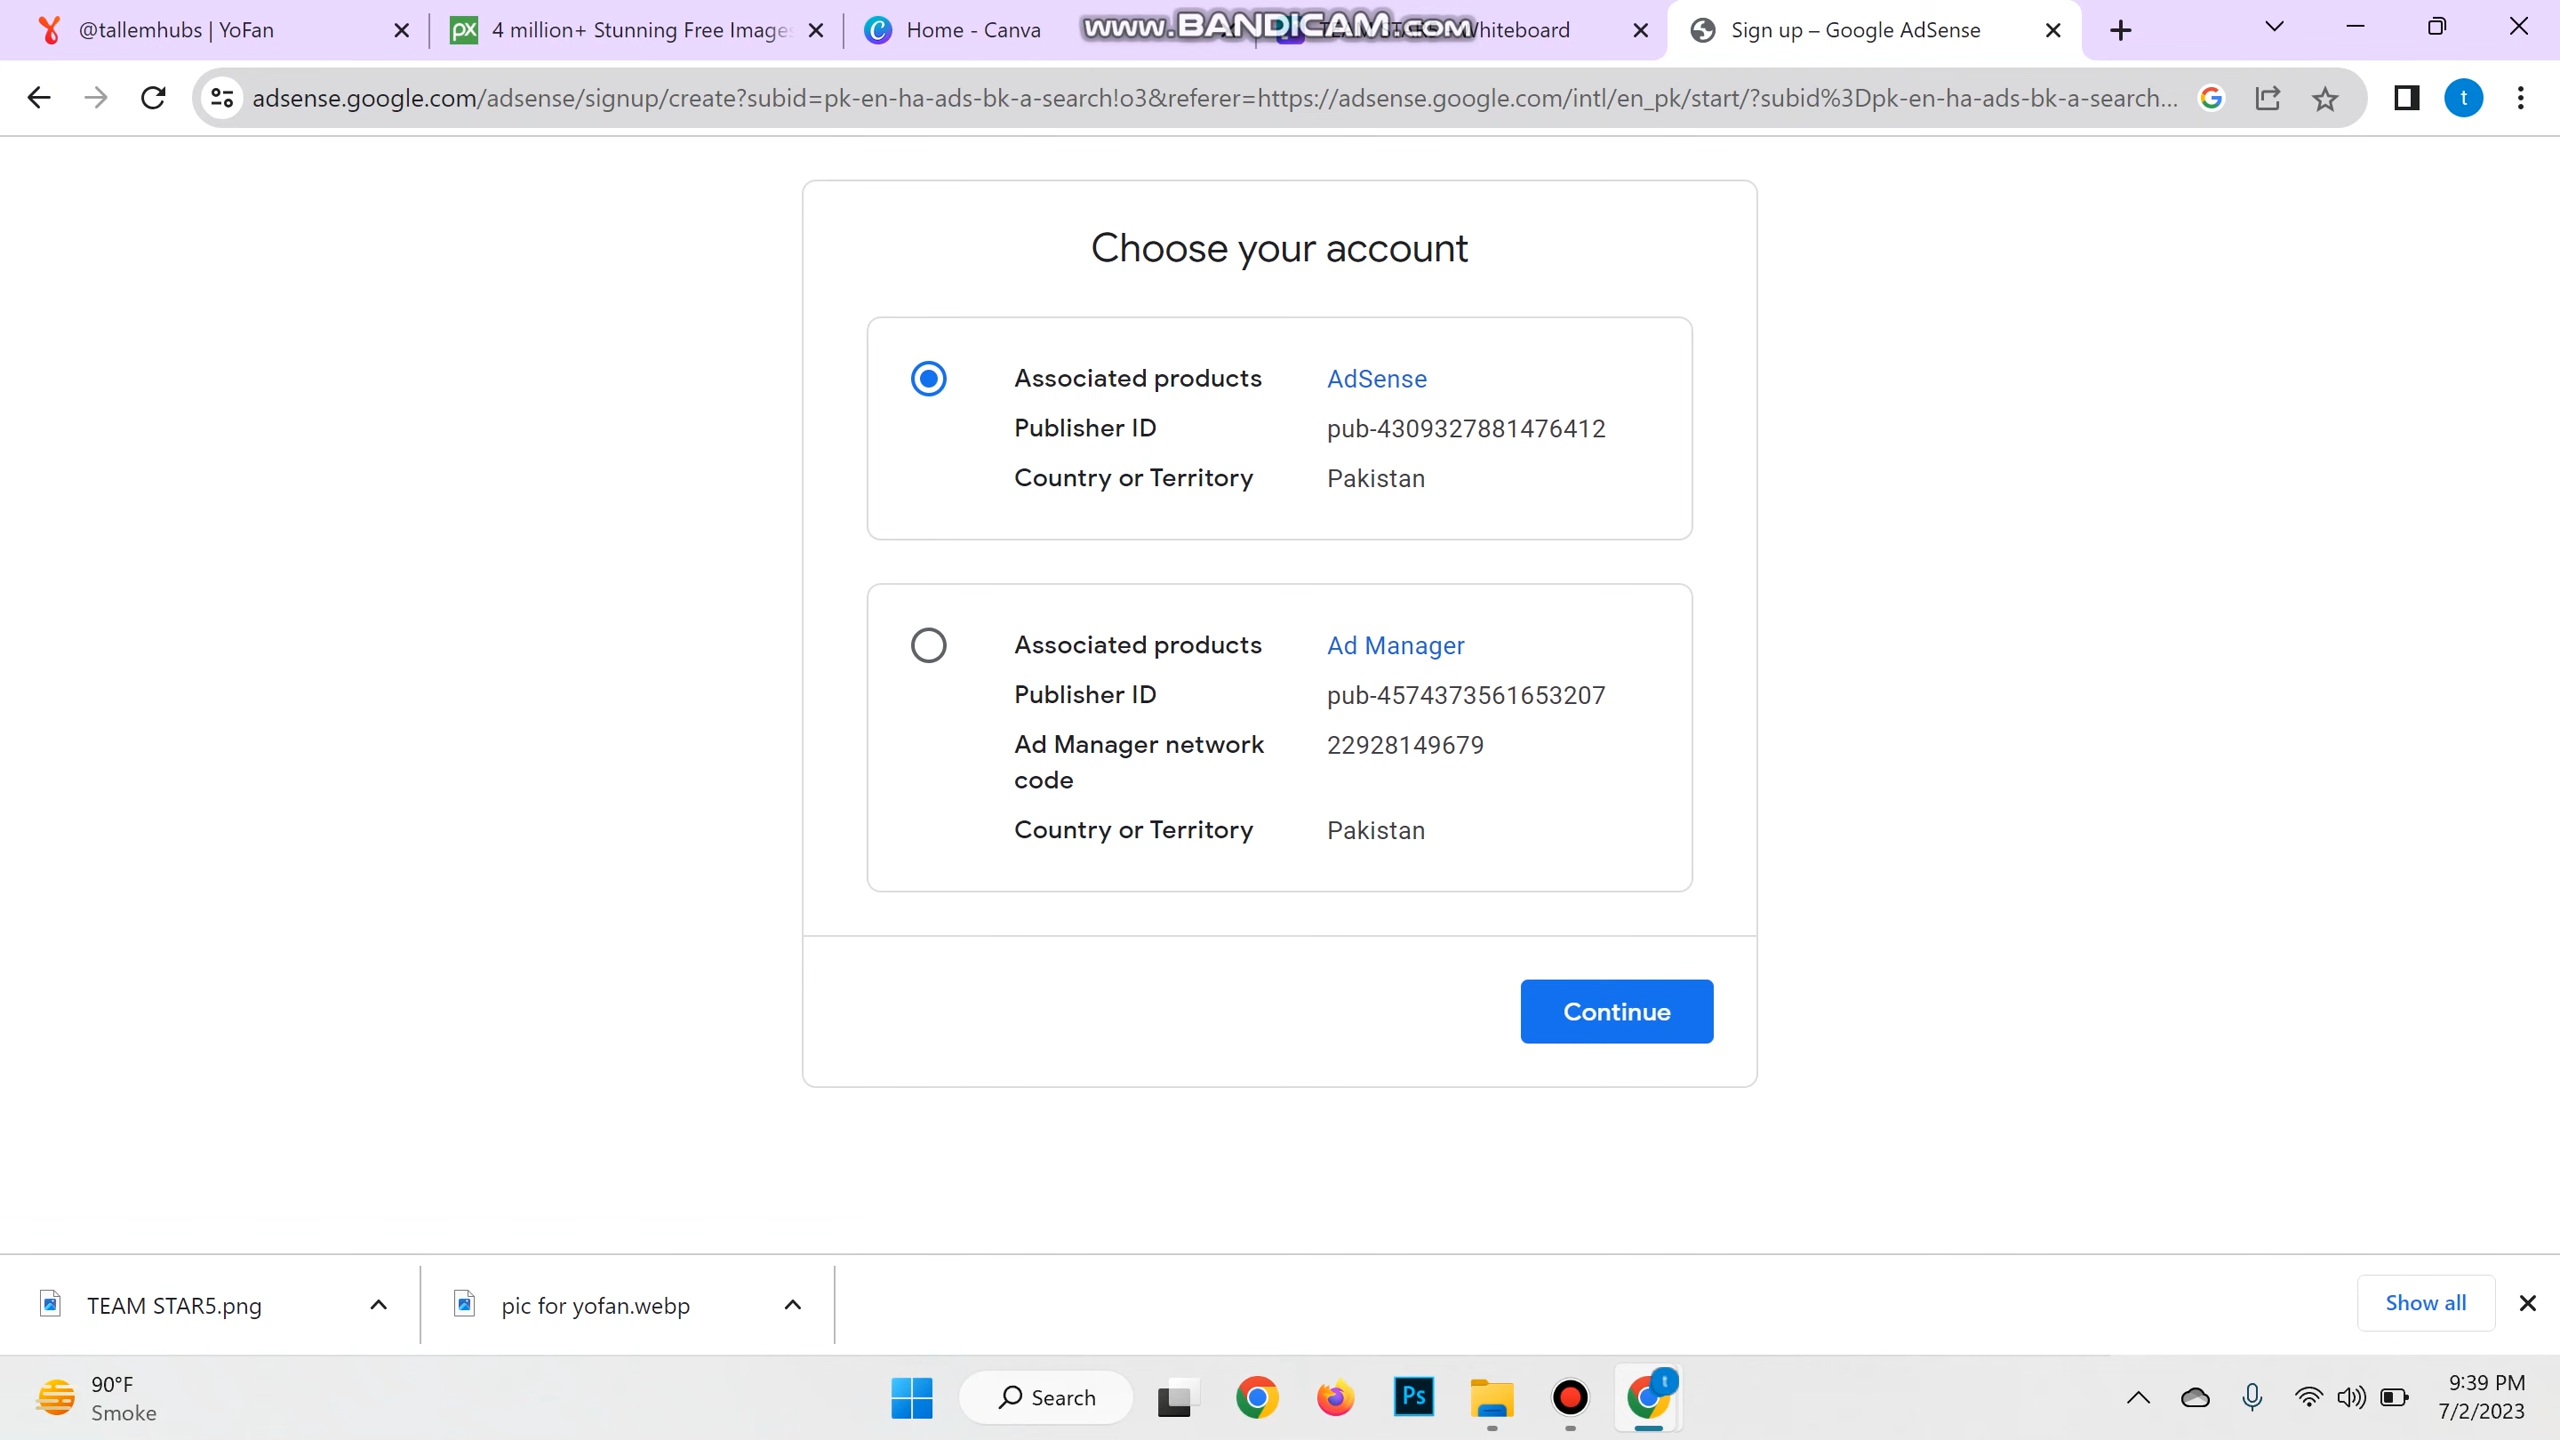 @tallemhubs | YoFan
4 million+ Stunning Free Images
Home - Canva
www.BANDICAM.com
Whiteboard
Sign up – Google AdSense
adsense.google.com/adsense/signup/create?subid=pk-en-ha-ads-bk-a-search!o3&referer=https://adsense.google.com/intl/en_pk/start/?subid%3Dpk-en-ha-ads-bk-a-search...
t
Choose your account
Associated products AdSense
Publisher ID pub-4309327881476412
Country or Territory Pakistan
Associated products Ad Manager
Publisher ID pub-4574373561653207
Ad Manager network 22928149679
code
Country or Territory Pakistan
Continue
TEAM STAR5.png
pic for yofan.webp
Show all
90°F
Smoke
Search
Ps
t
9:39 PM
7/2/2023